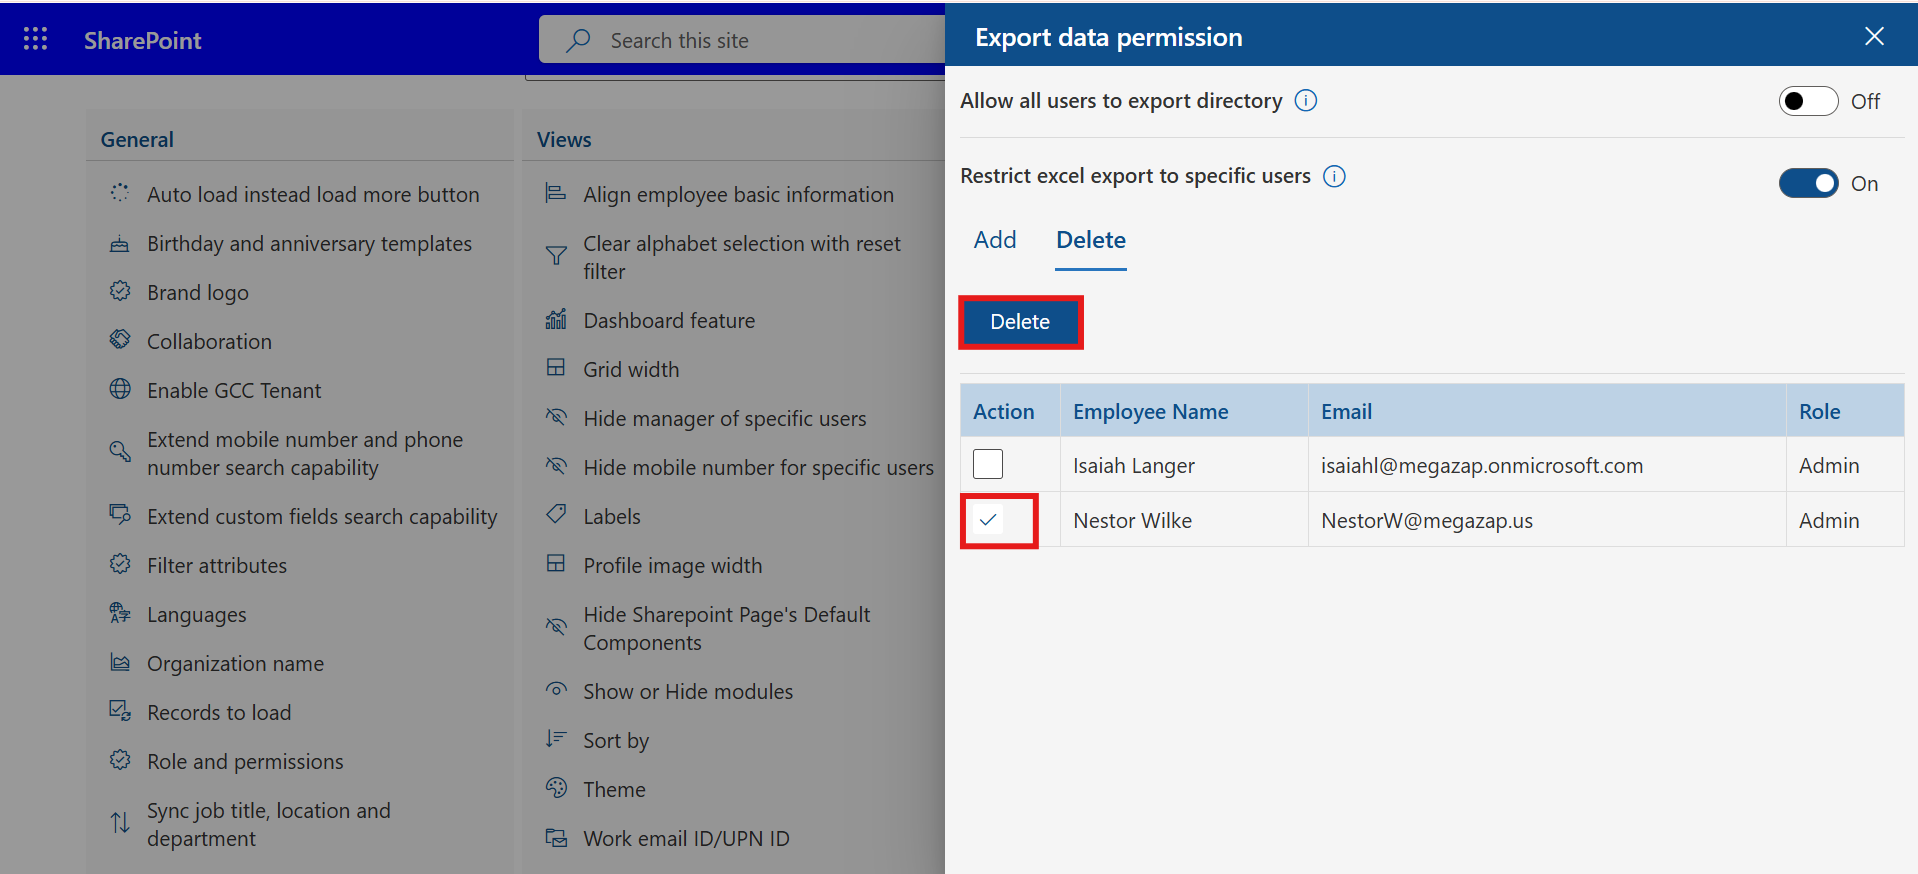 SharePoint
Search this site
General
Auto load instead load more button
Birthday and anniversary templates
Brand logo
Collaboration
Enable GCC Tenant
Extend mobile number and phone
number search capability
Extend custom fields search capability
Filter attributes
Languages
Organization name
Records to load
Role and permissions
Sync job title, location and
department
Views
Align employee basic information
Clear alphabet selection with reset
filter
Dashboard feature
Grid width
Hide manager of specific users
Hide mobile number for specific users
Labels
Profile image width
Hide Sharepoint Page's Default
Components
Show or Hide modules
Sort by
Theme
Work email ID/UPN ID
Export data permission
Allow all users to export directory
Off
Restrict excel export to specific users
On
Add Delete
Delete
Action Employee Name Email Role
Isaiah Langer isaiahl@megazap.onmicrosoft.com Admin
Nestor Wilke NestorW@megazap.us Admin